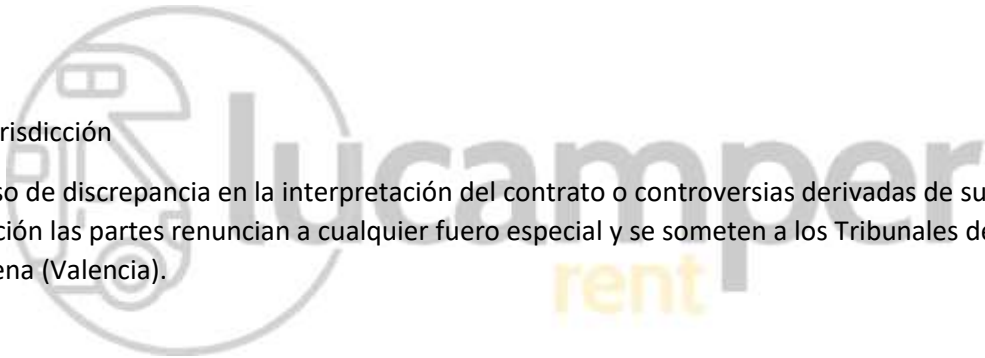 risdicción
so de discrepancia en la interpretación del contrato o controversias derivadas de su
ción las partes renuncian a cualquier fuero especial y se someten a los Tribunales de
ena (Valencia).
lucamper
rent